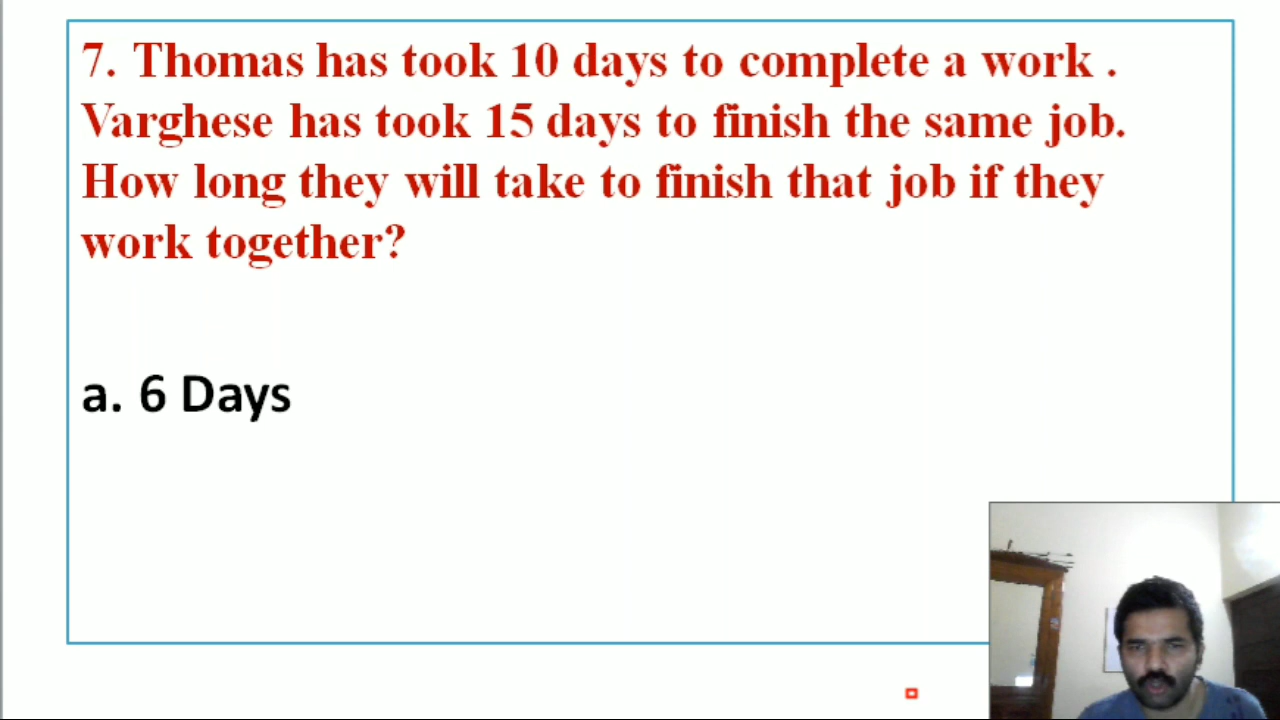 7. Thomas has took 10 days to complete a work .
Varghese has took 15 days to finish the same job.
How long they will take to finish that job if they
work together?
a. 6 Days